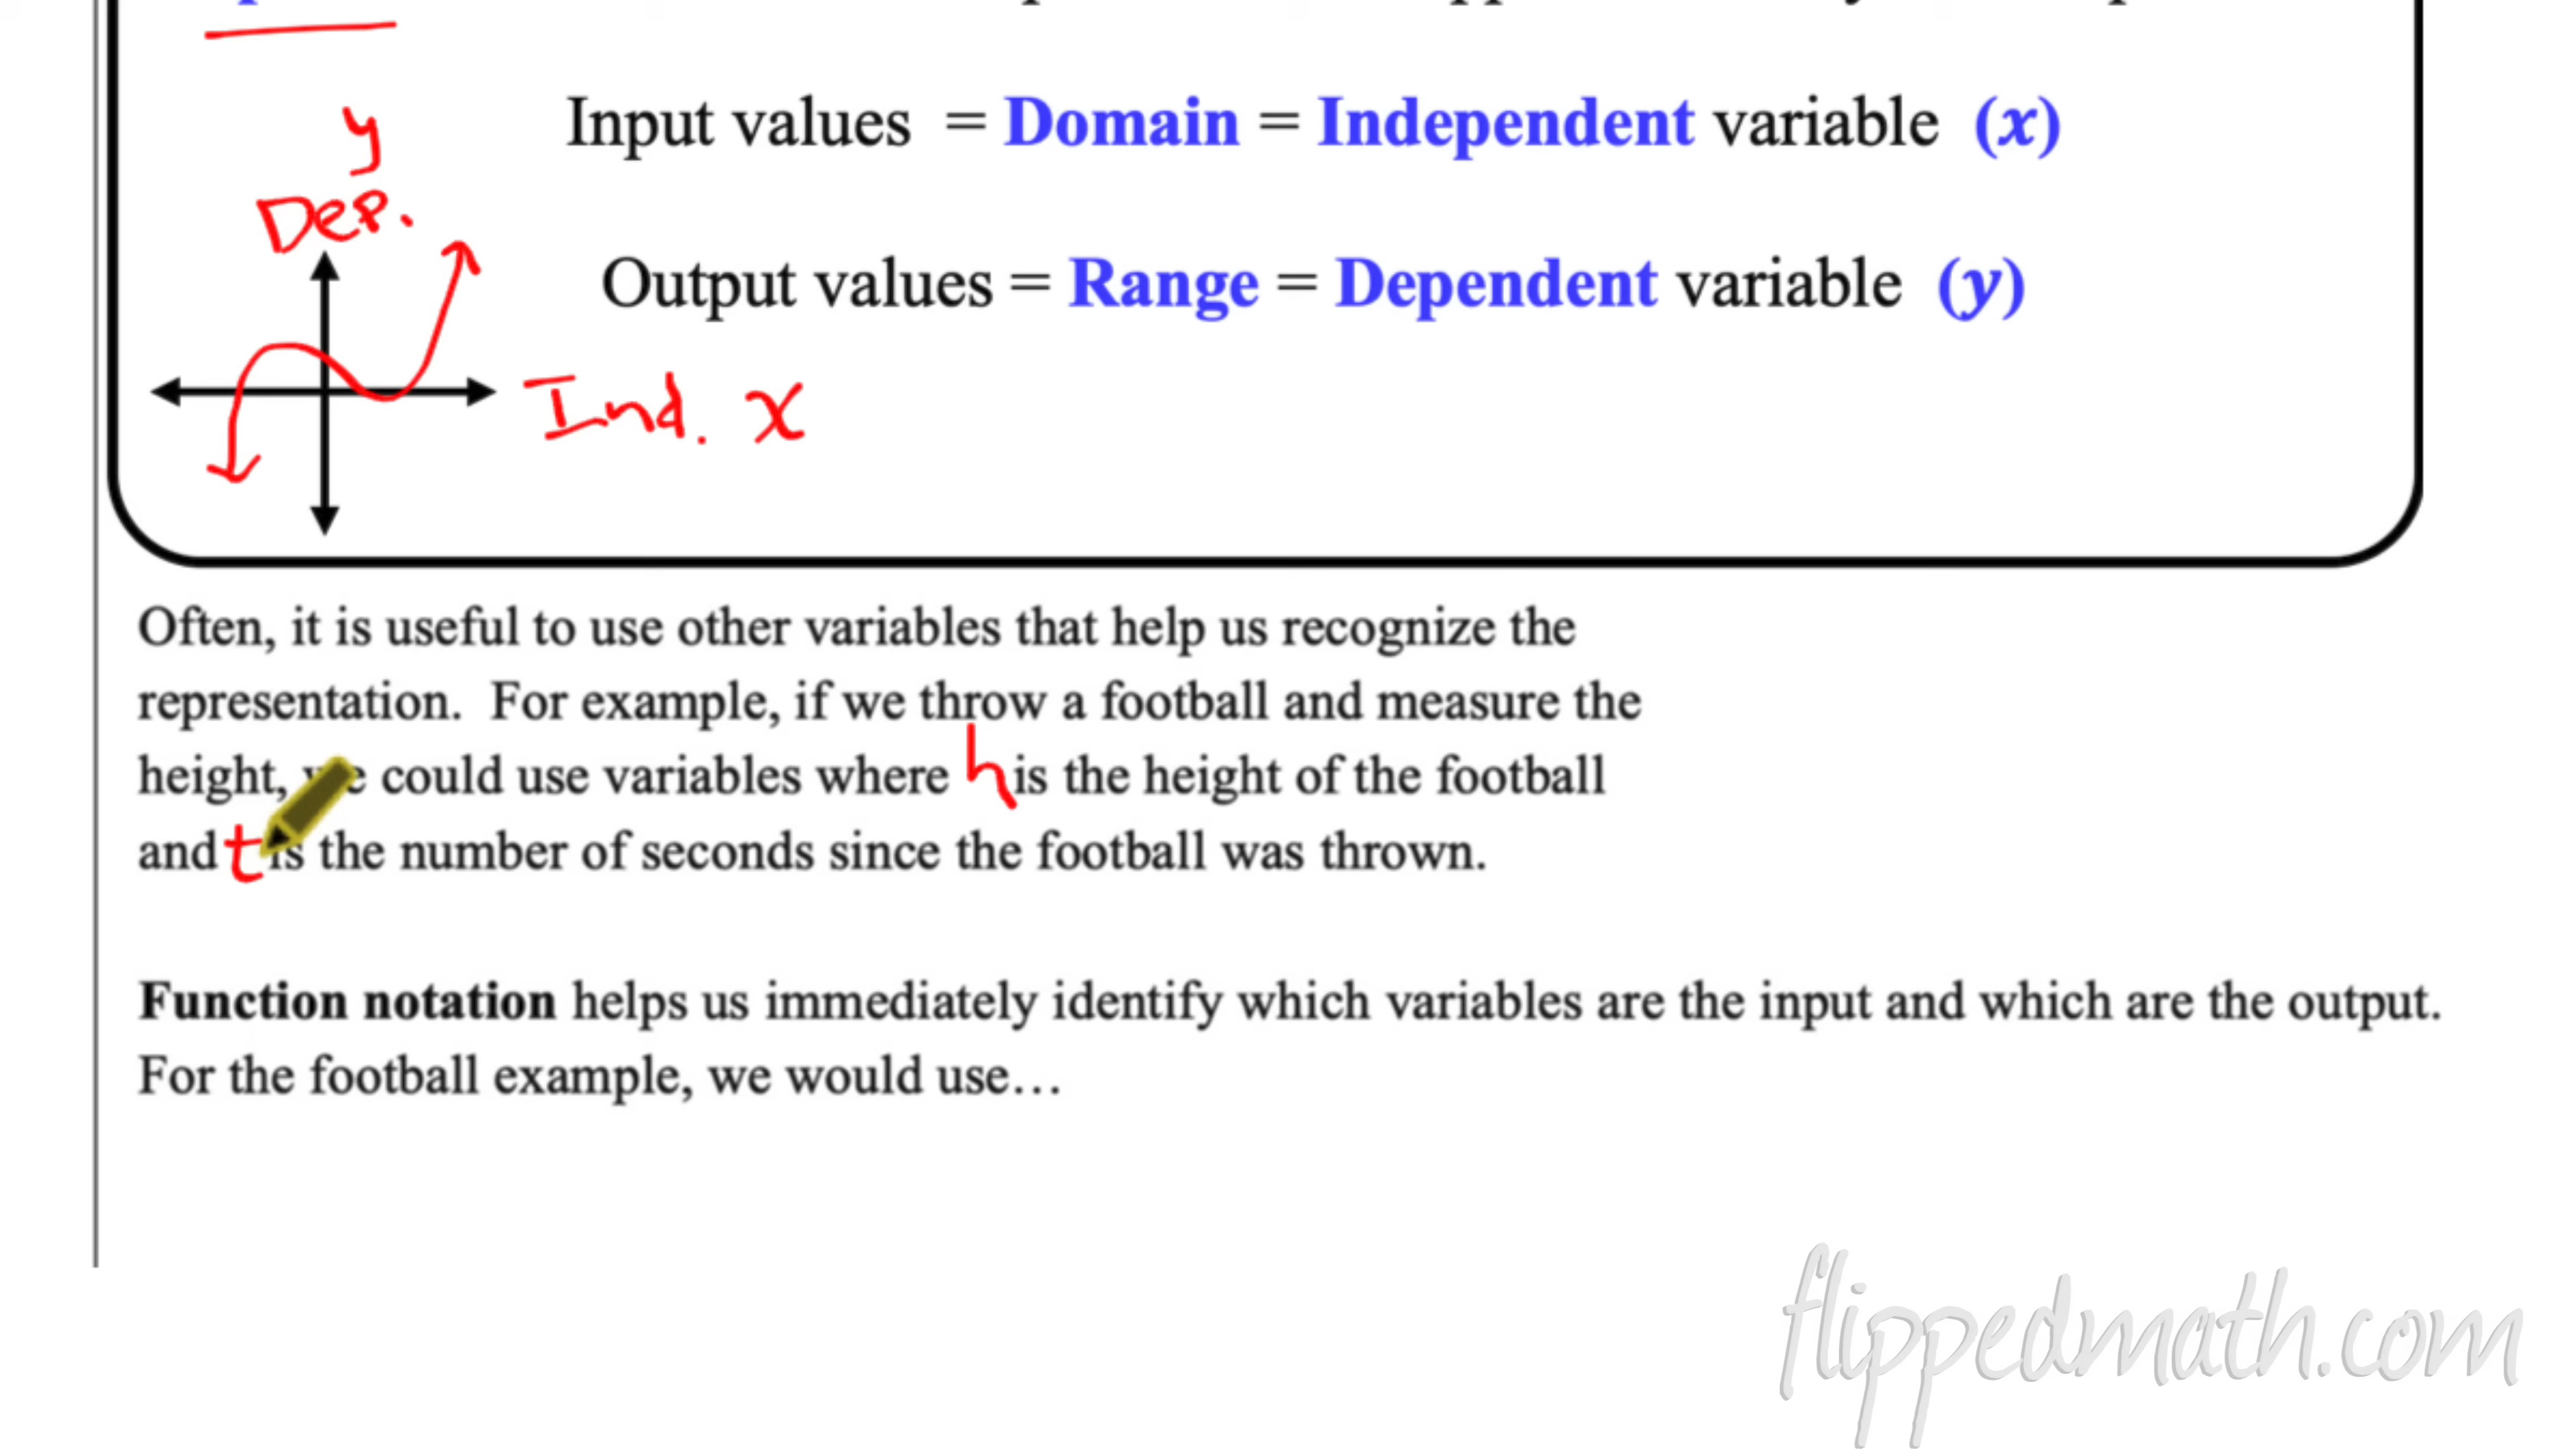 y
Input values = Domain = Independent variable (x)
Dep.
Output values = Range = Dependent variable (y)
Ind. x
Often, it is useful to use other variables that help us recognize the
representation. For example, if we throw a football and measure the
height, we could use variables where h is the height of the football
and t is the number of seconds since the football was thrown.
Function notation helps us immediately identify which variables are the input and which are the output.
For the football example, we would use…
flippedmath.com